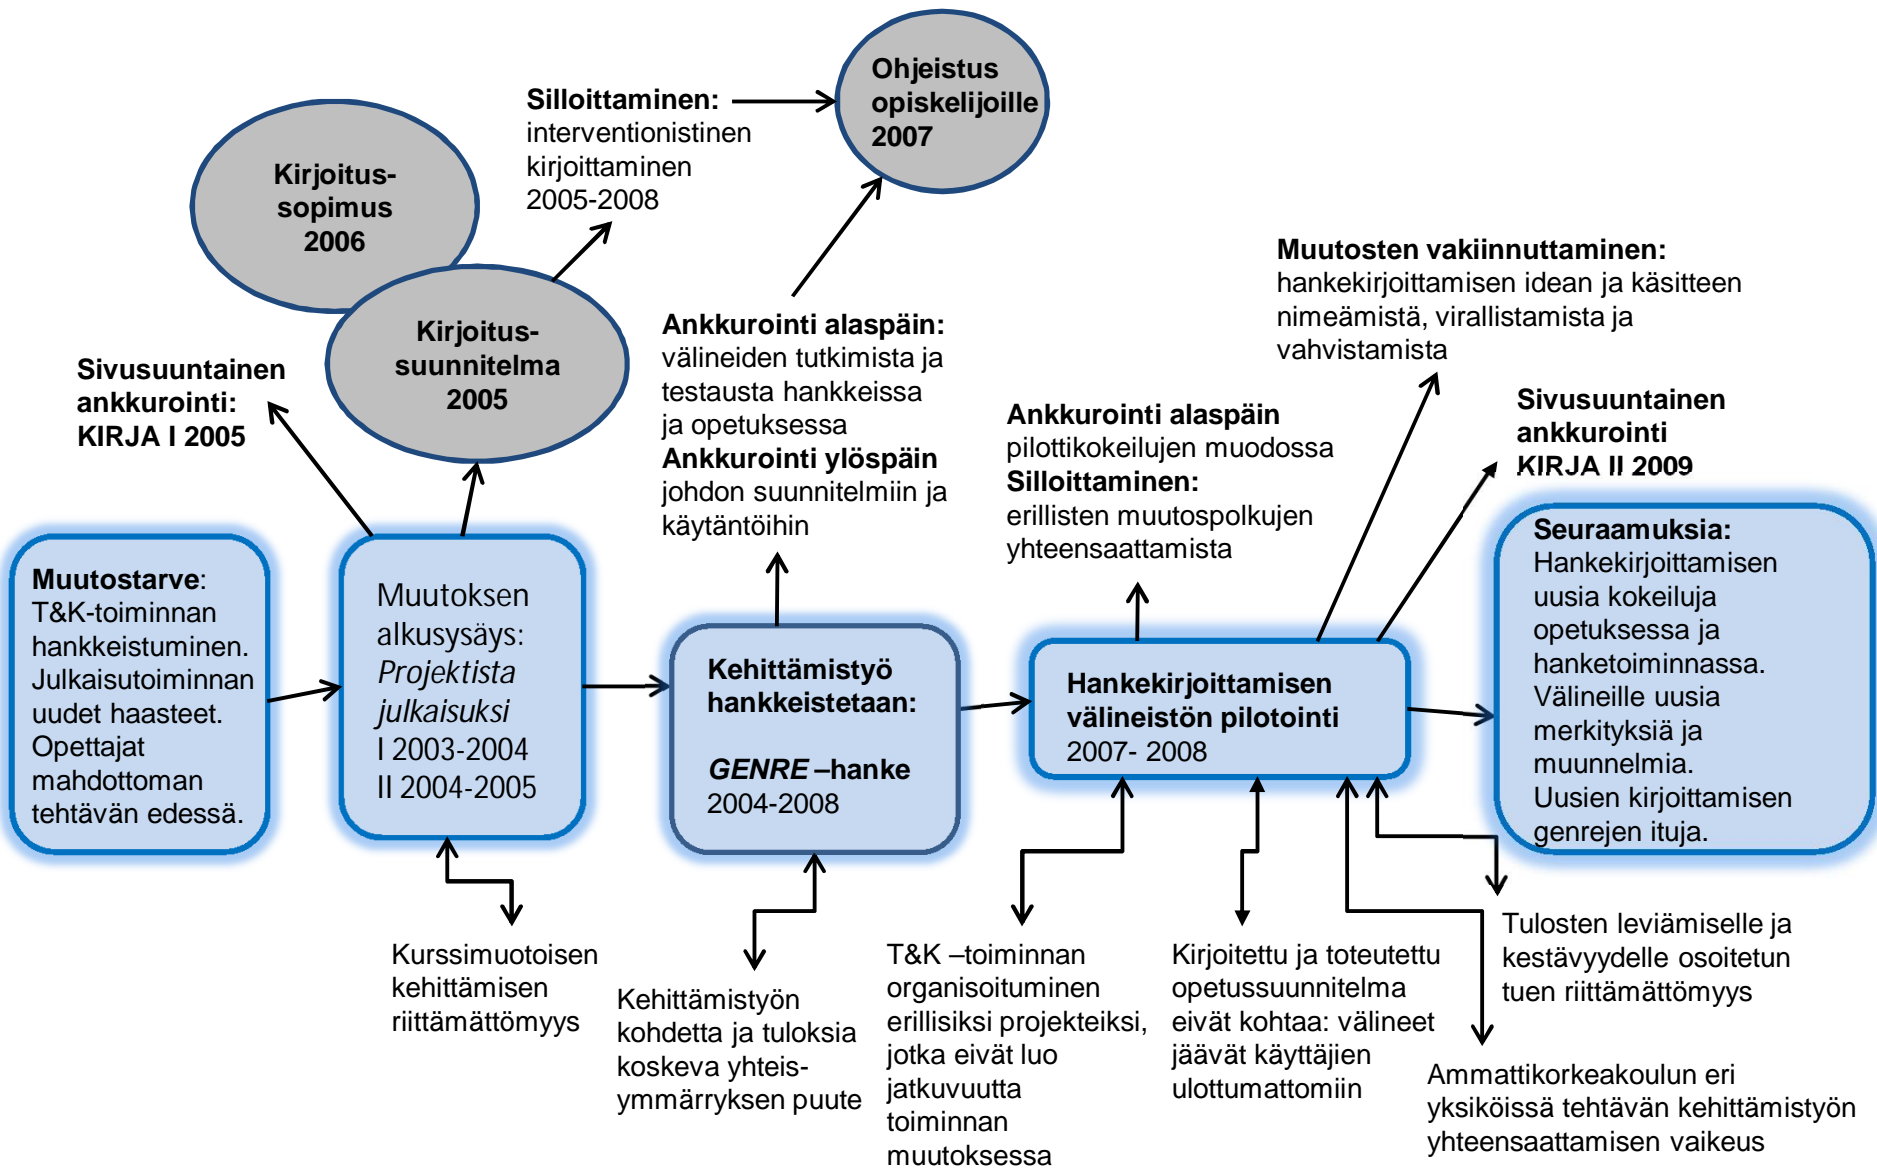 Kirjoitus-
sopimus
2006
Silloittaminen:
interventionistinen
kirjoittaminen
2005-2008
Ohjeistus
opiskelijoille
2007
Kirjoitus-
suunnitelma
2005
Sivusuuntainen
ankkurointi:
KIRJA I 2005
Ankkurointi alaspäin:
välineiden tutkimista ja
testausta hankkeissa
ja opetuksessa
Ankkurointi ylöspäin
johdon suunnitelmiin ja
käytäntöihin
Ankkurointi alaspäin
pilottikokeilujen muodossa
Silloittaminen:
erillisten muutospolkujen
yhteensaattamista
Muutosten vakiinnuttaminen:
hankekirjoittamisen idean ja käsitteen
nimeämistä, virallistamista ja
vahvistamista
Sivusuuntainen
ankkurointi
KIRJA II 2009
Muutostarve:
T&K-toiminnan
hankkeistuminen.
Julkaisutoiminnan
uudet haasteet.
Opettajat
mahdottoman
tehtävän edessä.
Muutoksen
alkusysäys:
Projektista
julkaisuksi
I 2003-2004
II 2004-2005
Kehittämistyö
hankkeistetaan:
GENRE –hanke
2004-2008
Hankekirjoittamisen
välineistön pilotointi
2007- 2008
Seuraamuksia:
Hankekirjoittamisen
uusia kokeiluja
opetuksessa ja
hanketoiminnassa.
Välineille uusia
merkityksiä ja
muunnelmia.
Uusien kirjoittamisen
genrejen ituja.
Kurssimuotoisen
kehittämisen
riittämättömyys
Kehittämistyön
kohdetta ja tuloksia
koskeva yhteis-
ymmärryksen puute
T&K –toiminnan
organisoituminen
erillisiksi projekteiksi,
jotka eivät luo
jatkuvuutta
toiminnan
muutoksessa
Kirjoitettu ja toteutettu
opetussuunnitelma
eivät kohtaa: välineet
jäävät käyttäjien
ulottumattomiin
Tulosten leviämiselle ja
kestävyydelle osoitetun
tuen riittämättömyys
Ammattikorkeakoulun eri
yksiköissä tehtävän kehittämistyön
yhteensaattamisen vaikeus